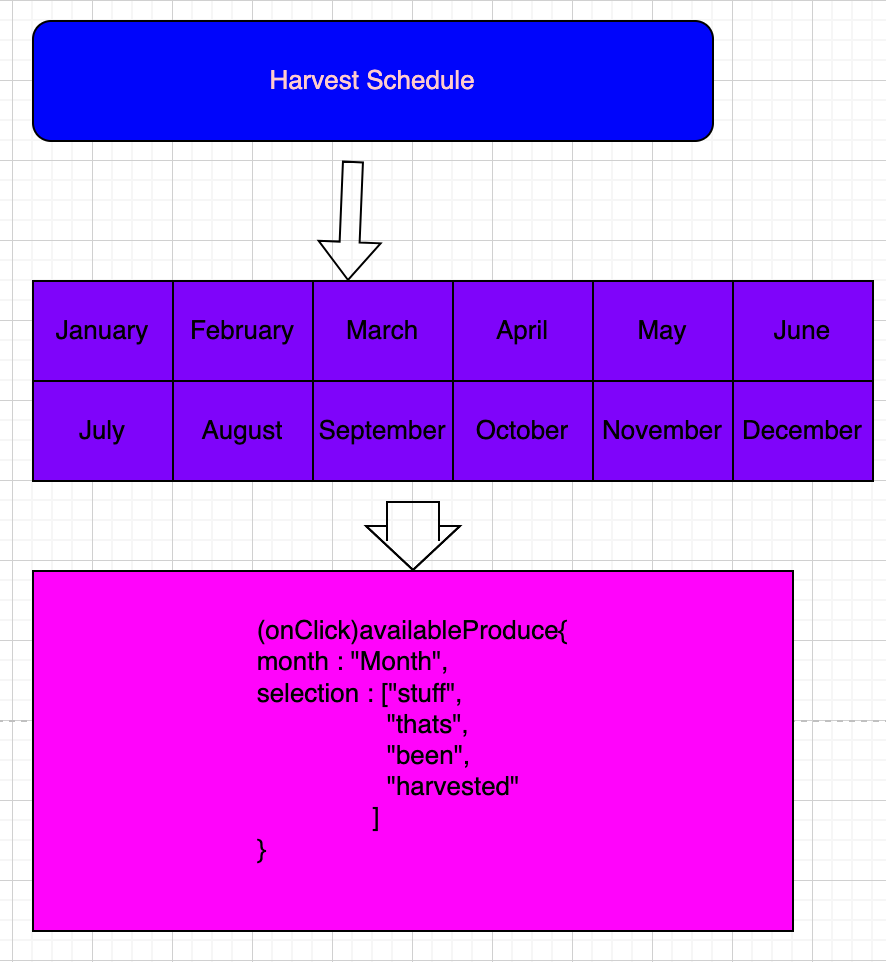 Harvest Schedule
January February March April May June
July August September October November December
(onClick)availableProduce{
month : "Month",
selection : ["stuff",
"thats",
"been",
"harvested"
]
}